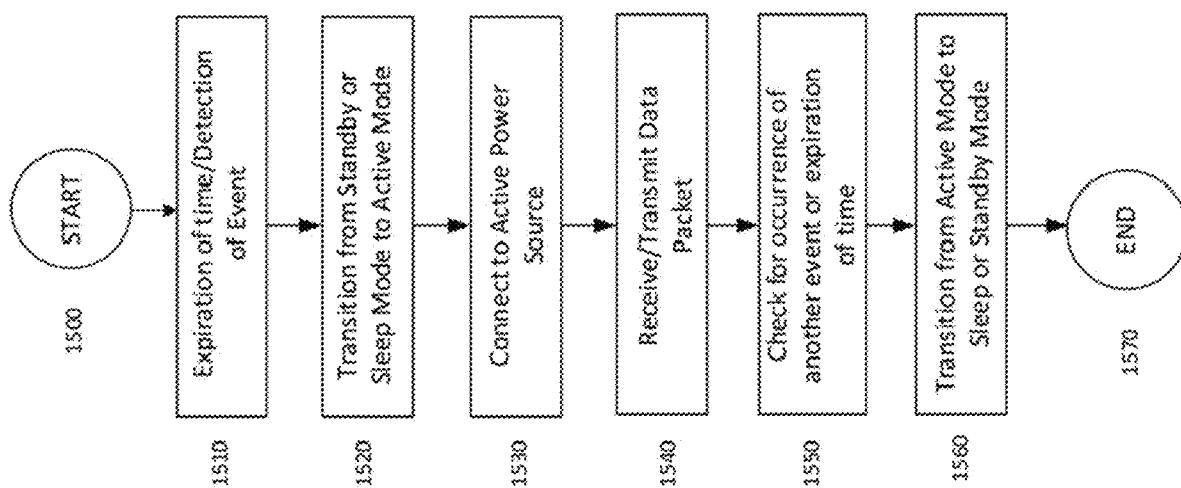 START
1500
Expiration of time/Detection
of Event
1510
Transition from Standby or
Sleep Mode to Active Mode
1520
Connect to Active Power
Source
1530
Receive/Transmit Data
Packet
1540
Check for occurrence of
another event or expiration
of time
1550
Transition from Active Mode to
Sleep or Standby Mode
1560
END
1570